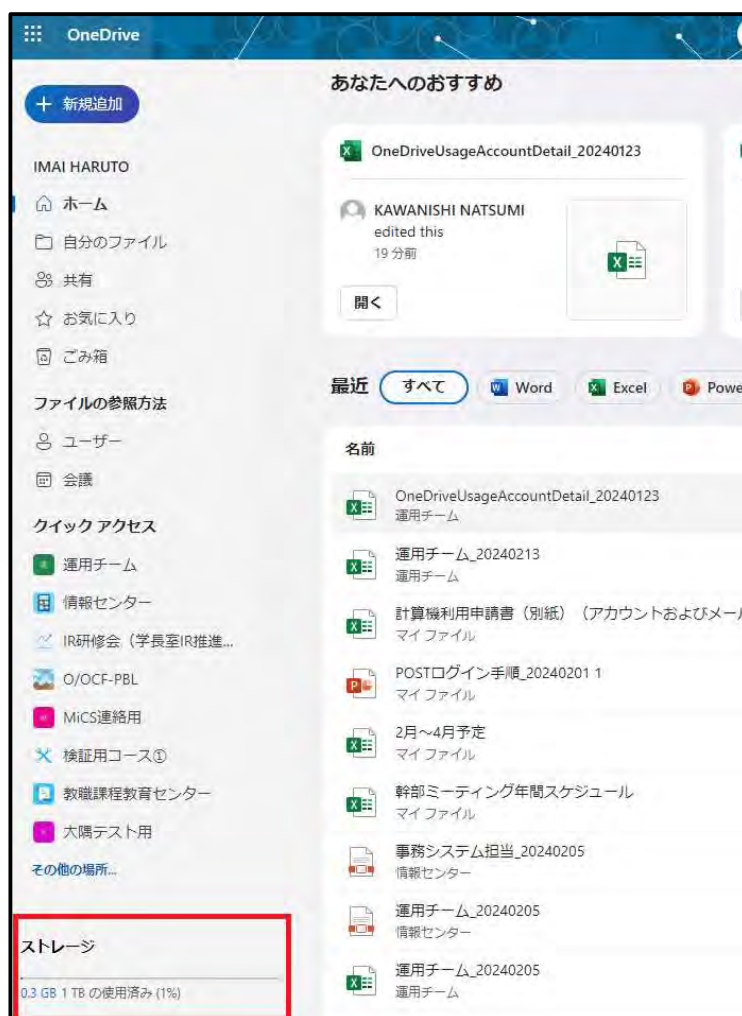 OneDrive
+ 新規追加
IMAI HARUTO
ホーム
自分のファイル
共有
お気に入り
ごみ箱
ファイルの参照方法
ユーザー
会議
クイック アクセス
運用チーム
情報センター
IR研修会（学長室IR推進...
O/OCF-PBL
MiCS連絡用
検証用コース①
教職課程教育センター
大隅テスト用
その他の場所...
ストレージ
0.3 GB 1 TB の使用済み (1%)
あなたへのおすすめ
OneDriveUsageAccountDetail_20240123
KAWANISHI NATSUMI
edited this
19 分前
開く
最近 すべて Word Excel Powe
名前
OneDriveUsageAccountDetail_20240123
運用チーム
運用チーム_20240213
運用チーム
計算機利用申請書（別紙）（アカウントおよびメール
マイ ファイル
POSTログイン手順_20240201 1
マイ ファイル
2月～4月予定
マイ ファイル
幹部ミーティング年間スケジュール
マイ ファイル
事務システム担当_20240205
情報センター
運用チーム_20240205
情報センター
運用チーム_20240205
運用チーム